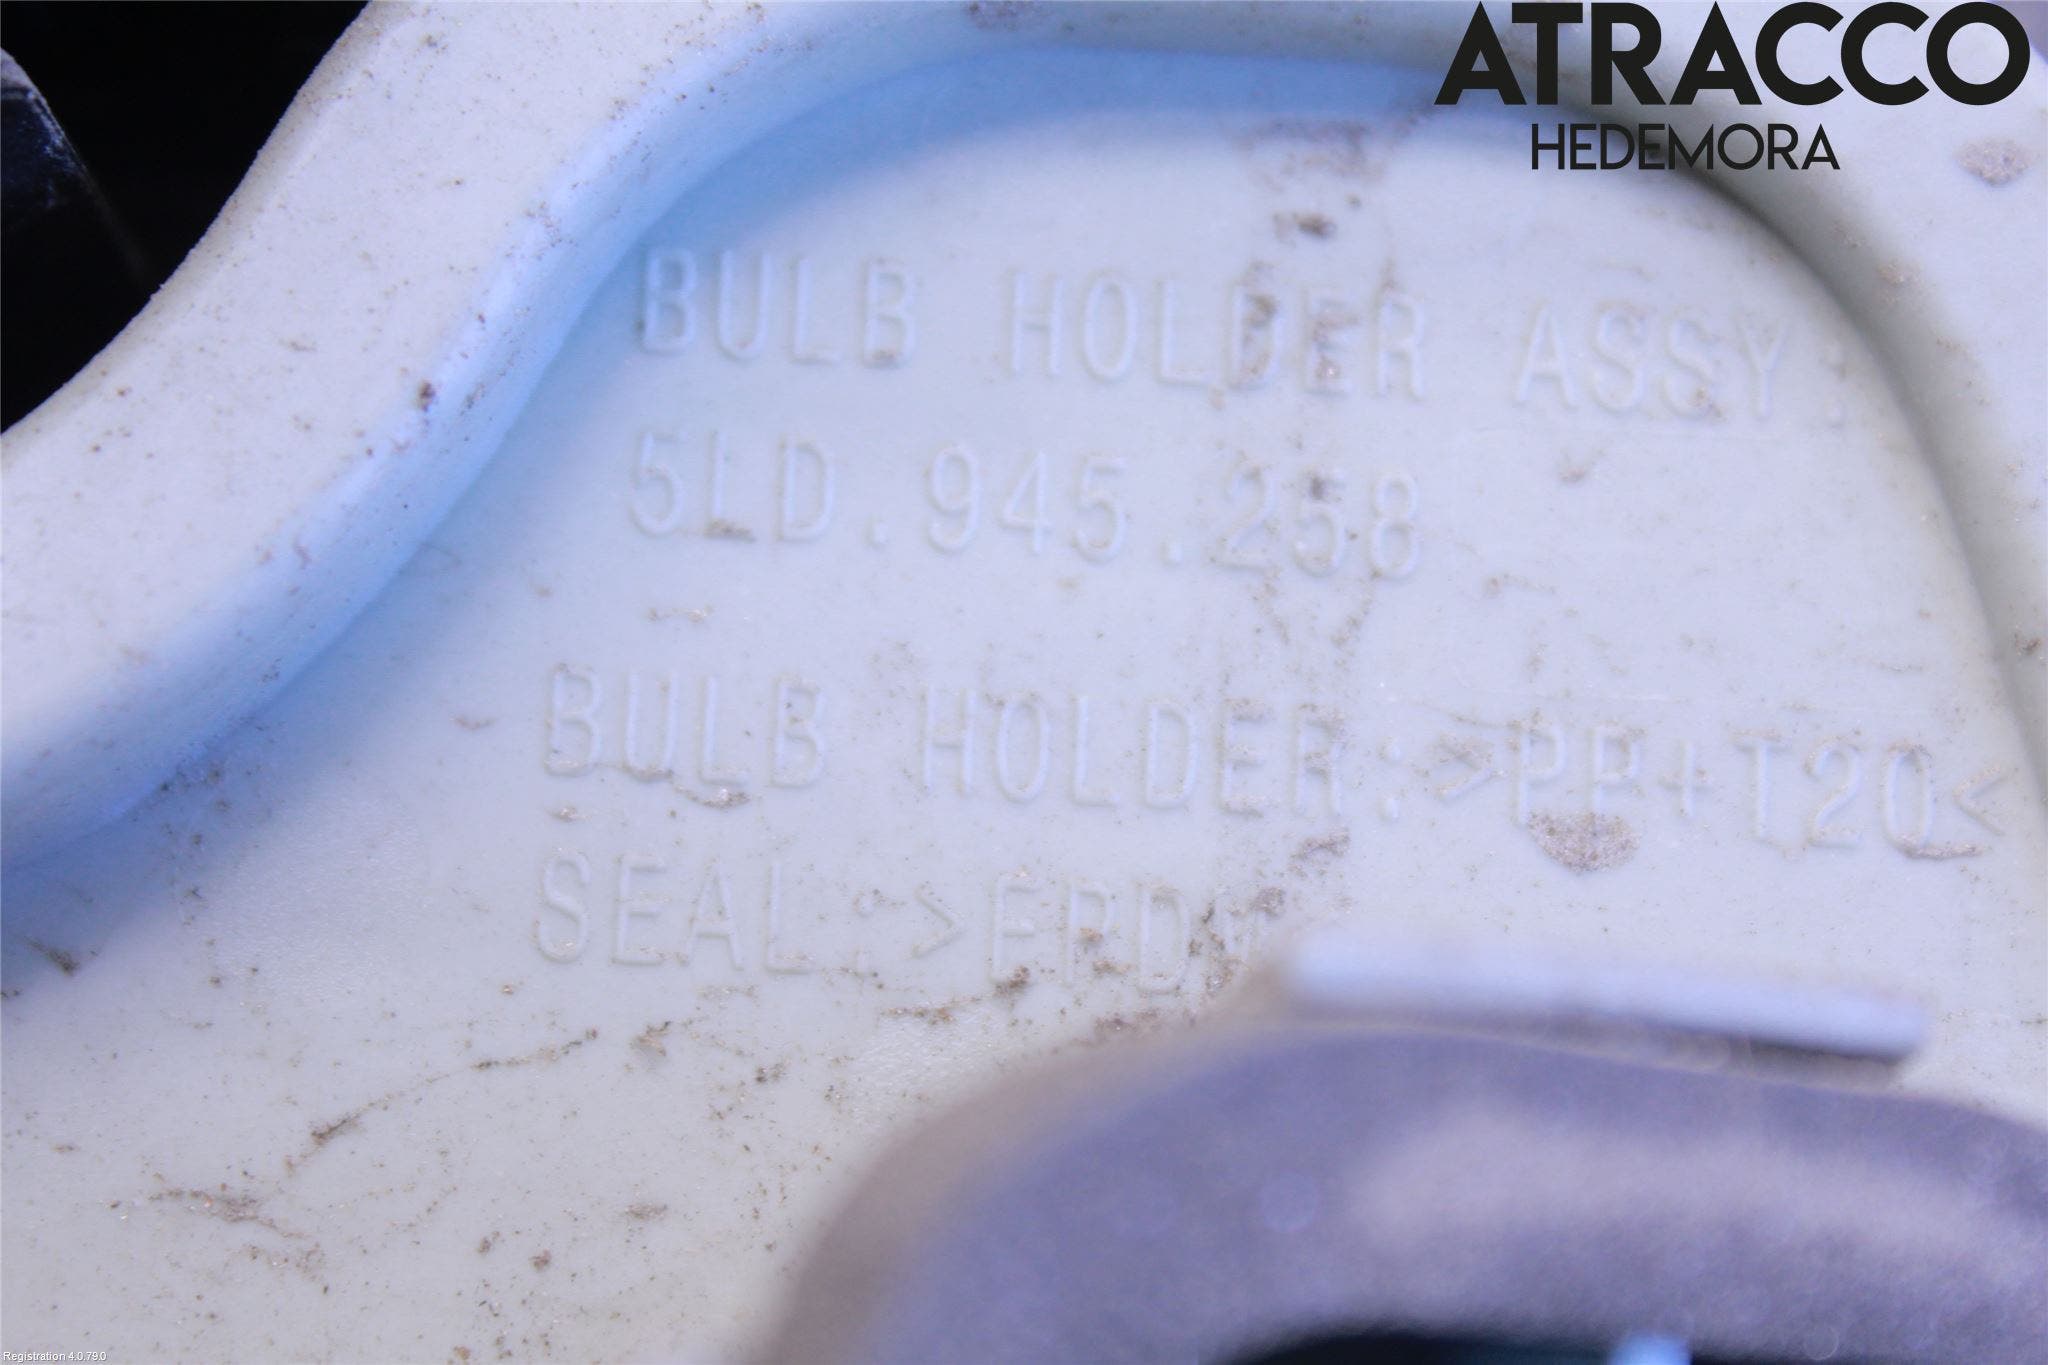 ATRACCO
HEDEMORA
BULB HOLDER ASSY:
5LD.945.258
BULB HOLDER:>PP+T20<
SEAL:>EPDM
Registration 4.0.79.0